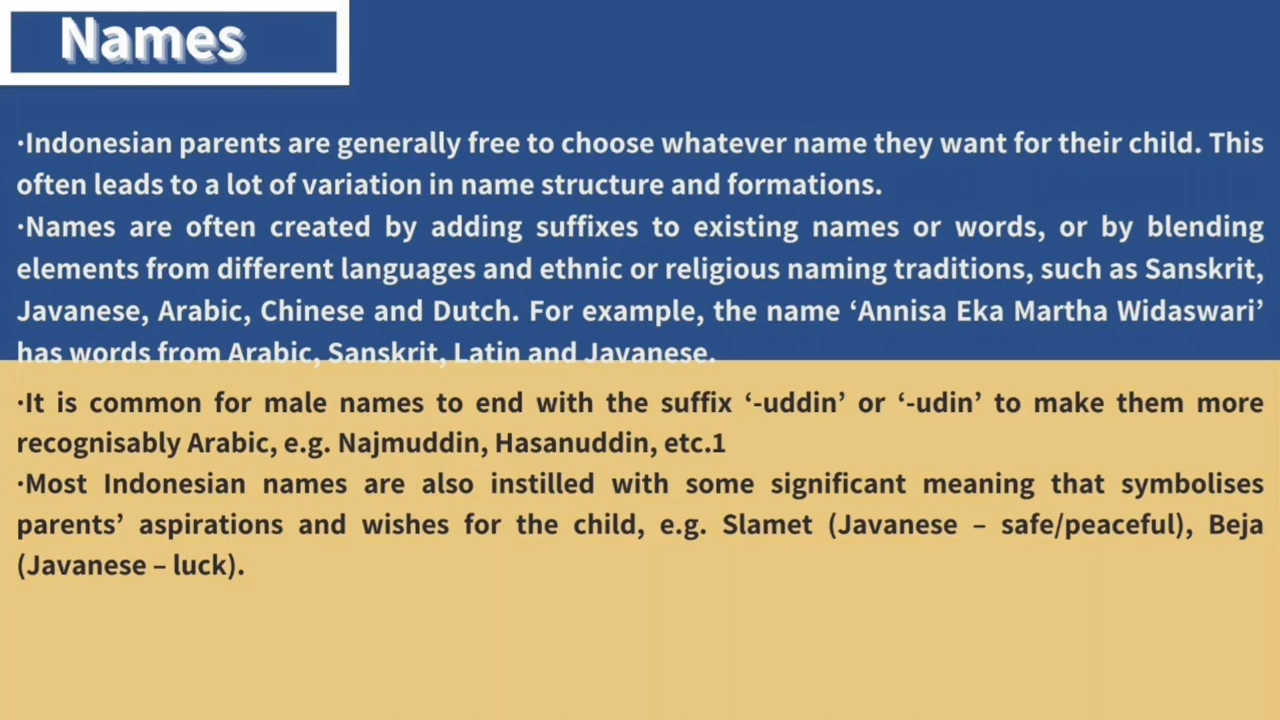 Names
·Indonesian parents are generally free to choose whatever name they want for their child. This
often leads to a lot of variation in name structure and formations.
·Names are often created by adding suffixes to existing names or words, or by blending
elements from different languages and ethnic or religious naming traditions, such as Sanskrit,
Javanese, Arabic, Chinese and Dutch. For example, the name ‘Annisa Eka Martha Widaswari’
has words from Arabic, Sanskrit, Latin and Javanese.
·It is common for male names to end with the suffix ‘-uddin’ or ‘-udin’ to make them more
recognisably Arabic, e.g. Najmuddin, Hasanuddin, etc.1
·Most Indonesian names are also instilled with some significant meaning that symbolises
parents’ aspirations and wishes for the child, e.g. Slamet (Javanese – safe/peaceful), Beja
(Javanese – luck).